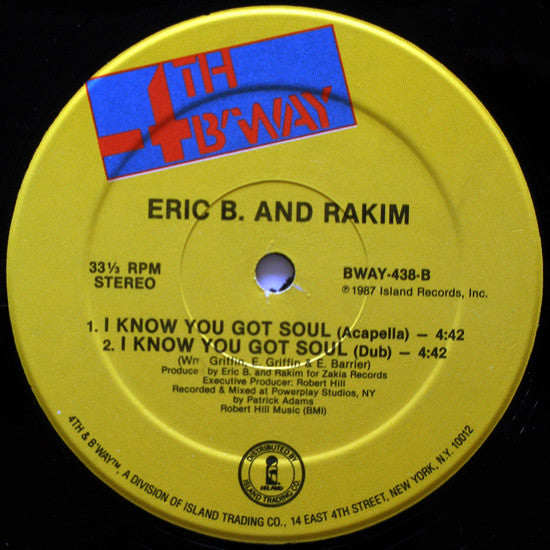 4TH
B'WAY
ERIC B. AND RAKIM
33⅓ RPM
STEREO
BWAY-438-B
℗1987 Island Records, Inc.
1. I KNOW YOU GOT SOUL (Acapella) – 4:42
2. I KNOW YOU GOT SOUL (Dub) – 4:42
(Wm. Griffin, E. Griffin & E. Barrier)
Produce by Eric B. and Rakim for Zakia Records
Executive Producer: Robert Hill
Recorded & Mixed at Powerplay Studios, NY
by Patrick Adams
Robert Hill Music (BMI)
DISTRIBUTED BY
ISLAND
ISLAND TRADING CO.
4TH & B'WAY™, A DIVISION OF ISLAND TRADING CO., 14 EAST 4TH STREET, NEW YORK, N.Y. 10012